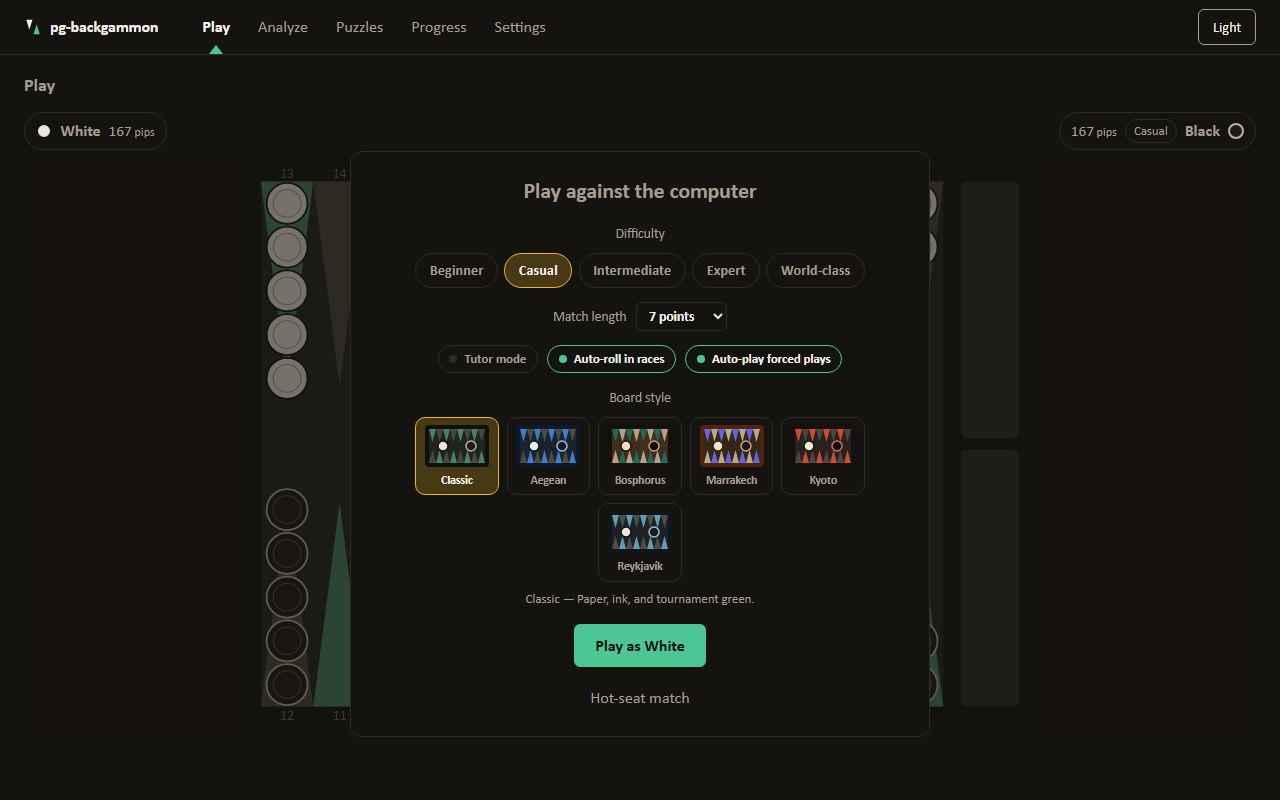 pg-backgammon Play Analyze Puzzles Progress Settings Light
Play
White 167 pips
167 pips Casual Black
13 14
Play against the computer
Difficulty
Beginner Casual Intermediate Expert World-class
Match length 7 points
Tutor mode Auto-roll in races Auto-play forced plays
Board style
Classic Aegean Bosphorus Marrakech Kyoto
Reykjavík
Classic — Paper, ink, and tournament green.
Play as White
Hot-seat match
12 11